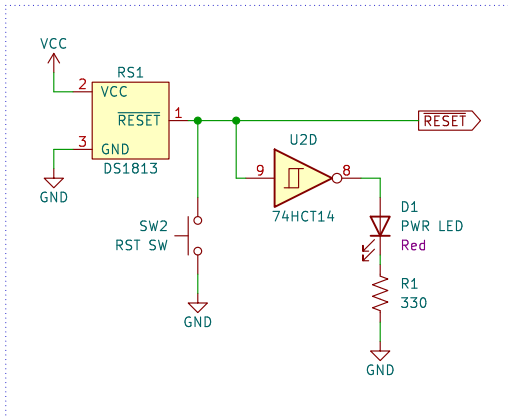 VCC
RS1
2
VCC
RESET
1
3
GND
DS1813
GND
RESET
U2D
9
8
74HCT14
SW2
RST SW
GND
D1
PWR LED
Red
R1
330
GND